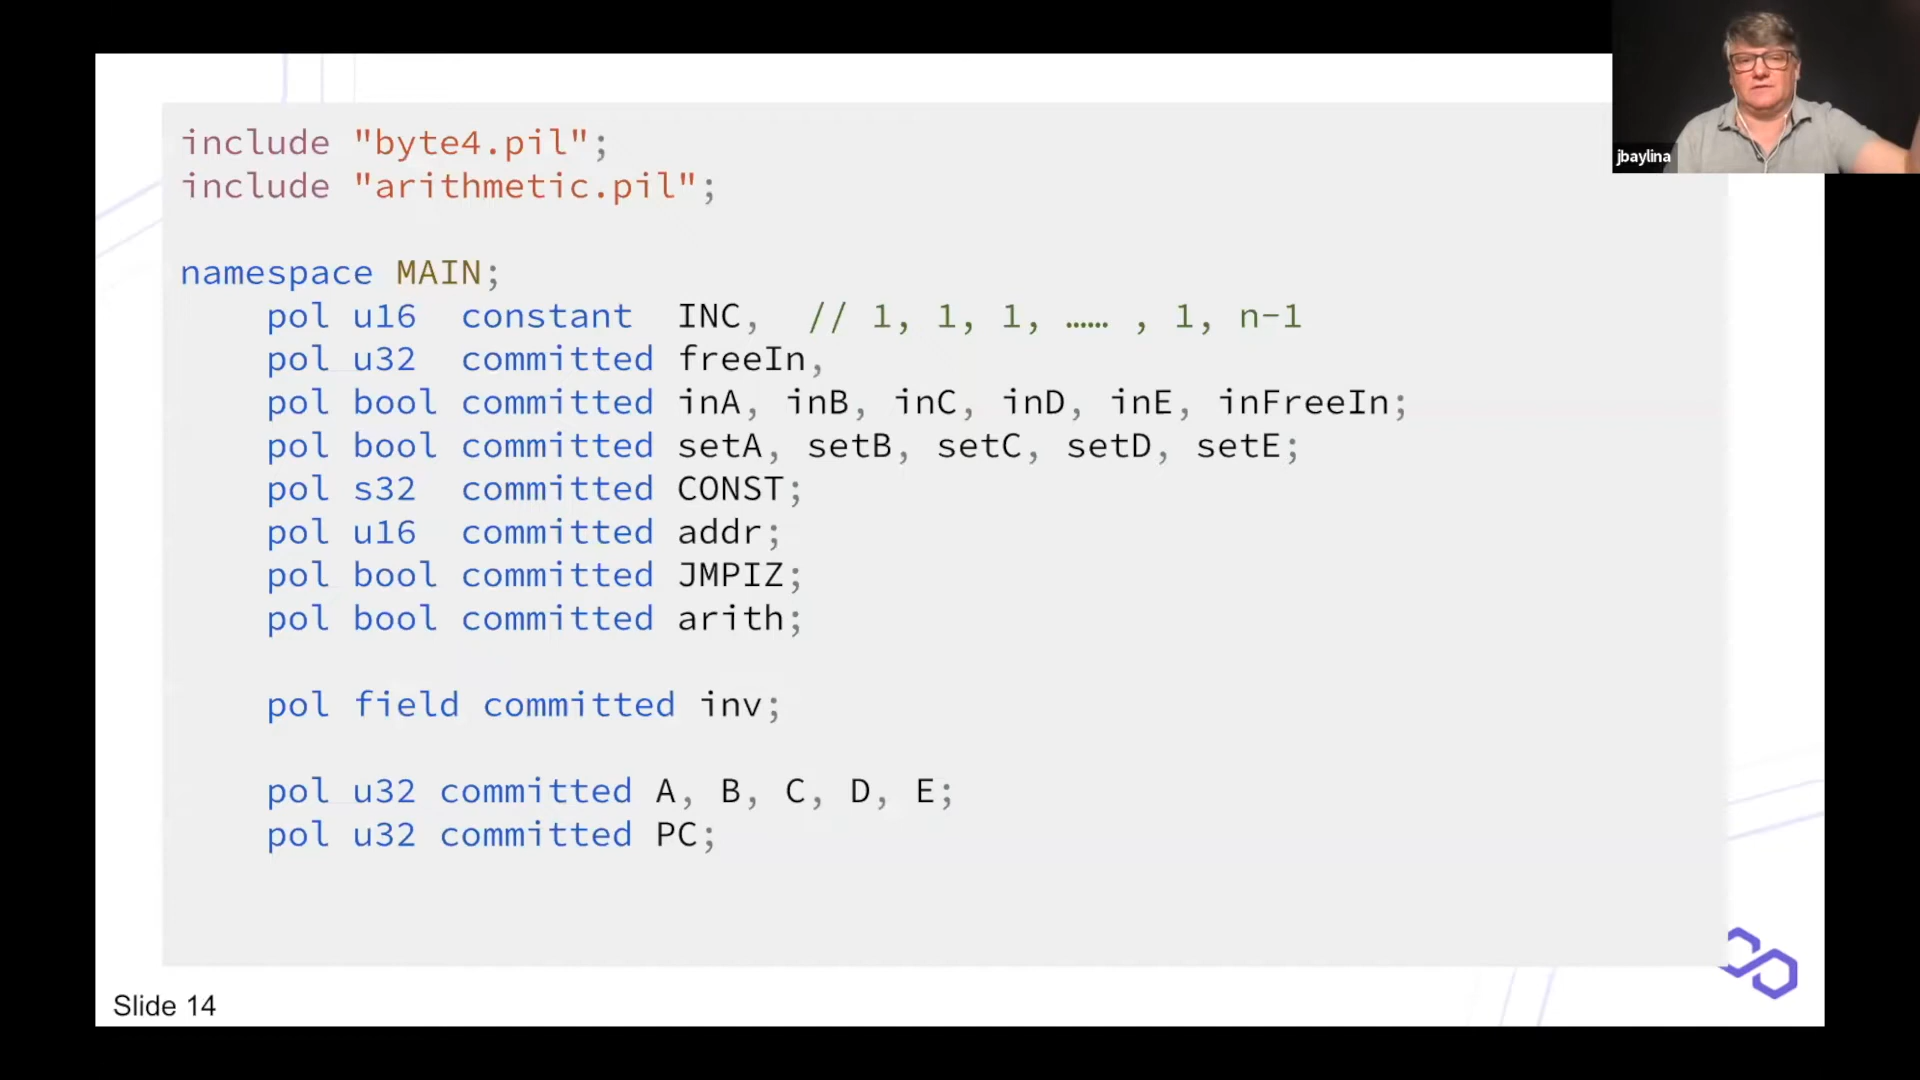 include "byte4.pil";
include "arithmetic.pil";
namespace MAIN;
pol u16 constant INC, // 1, 1, 1, …… , 1, n-1
pol u32 committed freeIn,
pol bool committed inA, inB, inC, inD, inE, inFreeIn;
pol bool committed setA, setB, setC, setD, setE;
pol s32 committed CONST;
pol u16 committed addr;
pol bool committed JMPIZ;
pol bool committed arith;
pol field committed inv;
pol u32 committed A, B, C, D, E;
pol u32 committed PC;
Slide 14
jbaylina